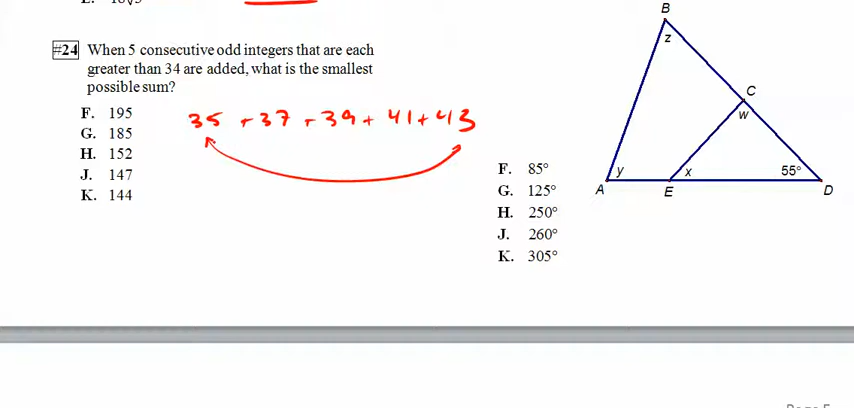 #24 When 5 consecutive odd integers that are each
greater than 34 are added, what is the smallest
possible sum?
F. 195
G. 185
H. 152
J. 147
K. 144
35 + 37 + 39 + 41 + 43
F. 85°
G. 125°
H. 250°
J. 260°
K. 305°
B
z
C
w
y
x
55°
A
E
D